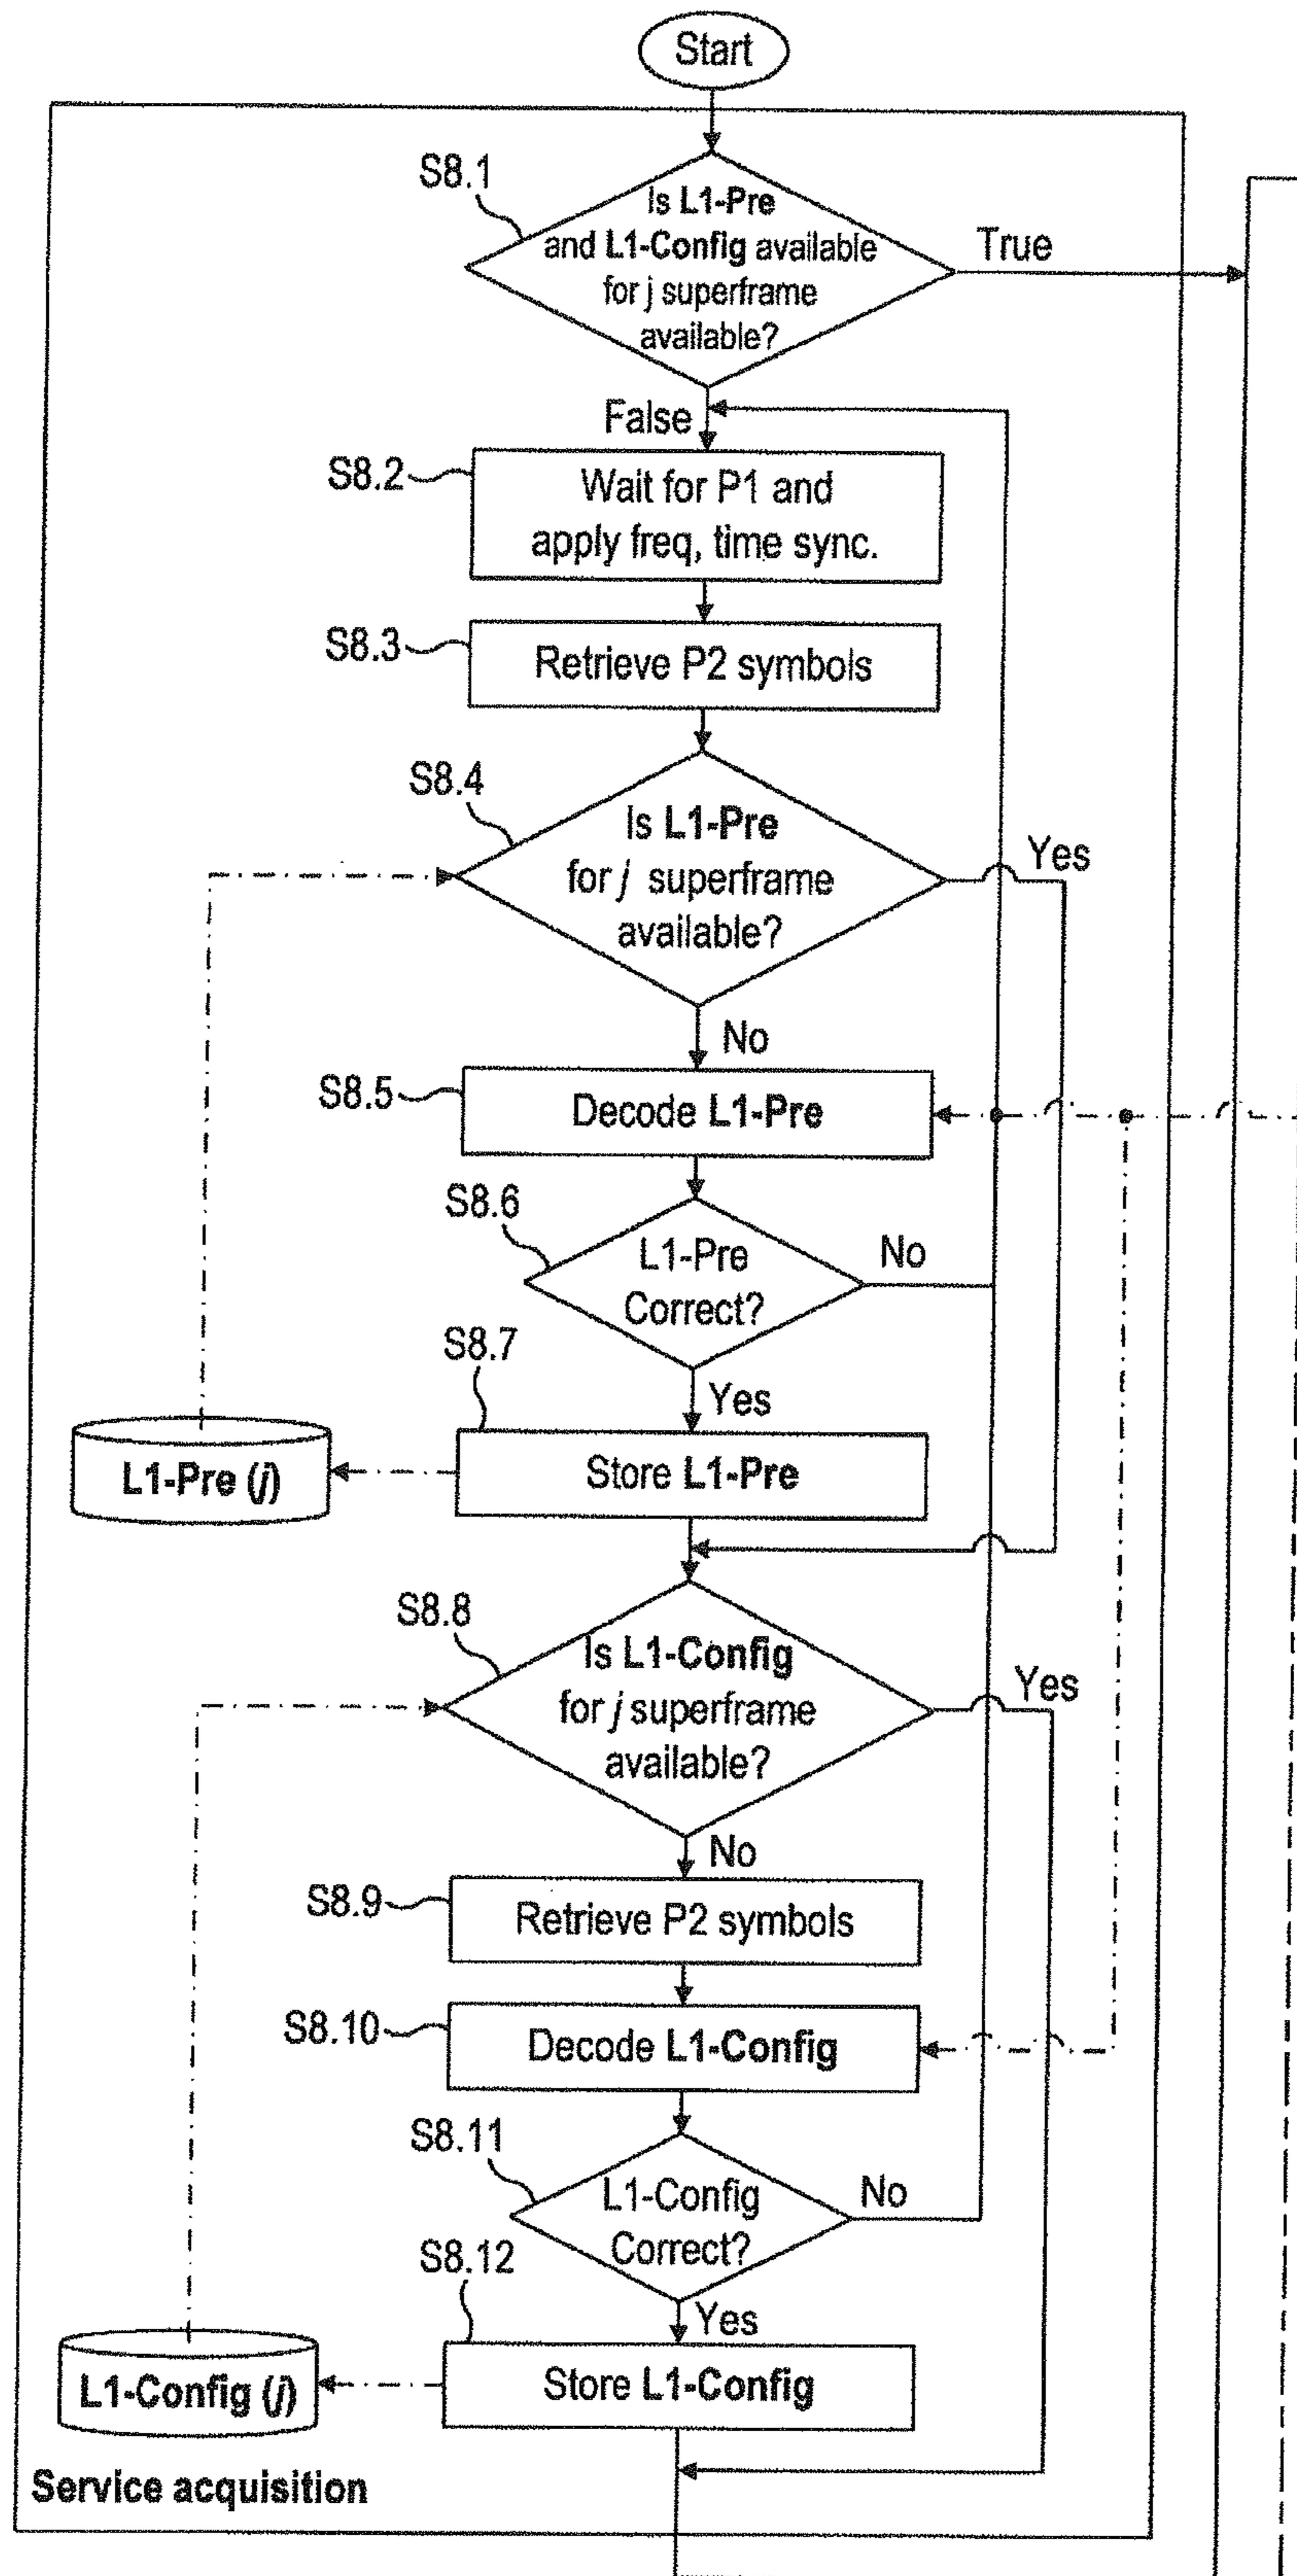 Start
S8.1
Is L1-Pre
and L1-Config available
for j superframe
available?
True
False
S8.2
Wait for P1 and
apply freq, time sync.
S8.3
Retrieve P2 symbols
S8.4
Is L1-Pre
for j superframe
available?
Yes
No
S8.5
Decode L1-Pre
S8.6
L1-Pre
Correct?
No
S8.7
Yes
Store L1-Pre
L1-Pre (j)
S8.8
Is L1-Config
for j superframe
available?
Yes
No
S8.9
Retrieve P2 symbols
S8.10
Decode L1-Config
S8.11
L1-Config
Correct?
No
S8.12
Yes
Store L1-Config
L1-Config (j)
Service acquisition